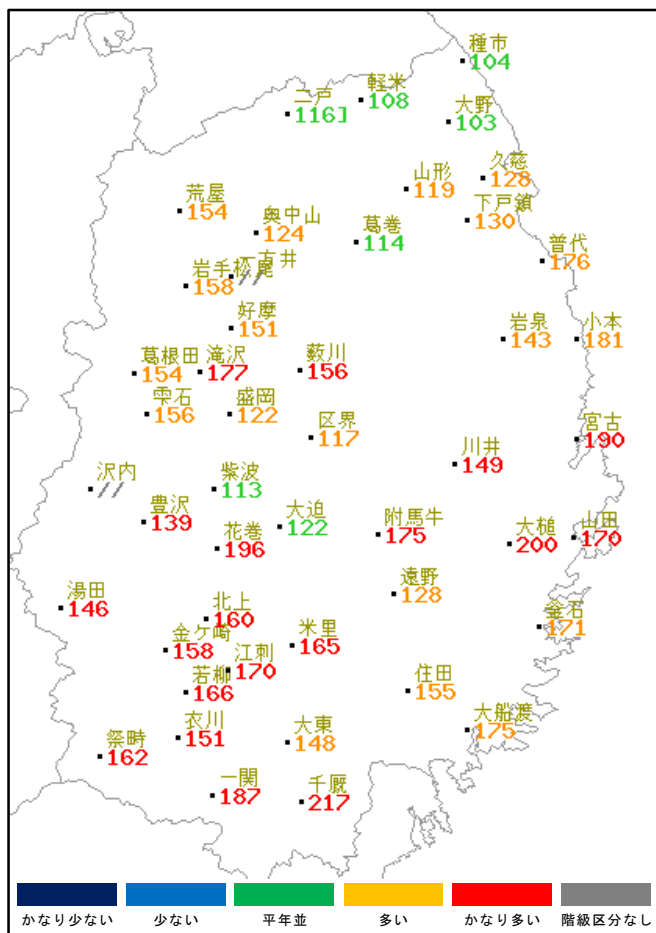 種市
104
軽米
108
二戸
116]
大野
103
久慈
128
山形
119
下戸鎖
130
荒屋
154
奥中山
124
葛巻
114
普代
176
一方井
//
岩手松尾
158
好摩
151
岩泉
143
小本
181
葛根田
154
滝沢
177
薮川
156
雫石
156
盛岡
122
区界
117
宮古
190
川井
149
沢内
//
紫波
113
豊沢
139
大迫
122
花巻
196
附馬牛
175
大槌
200
山田
170
湯田
146
遠野
128
北上
160
釜石
171
金ケ崎
158
米里
165
江刺
170
若柳
166
住田
155
衣川
151
大東
148
大船渡
175
祭畤
162
一関
187
千厩
217
かなり少ない
少ない
平年並
多い
かなり多い
階級区分なし